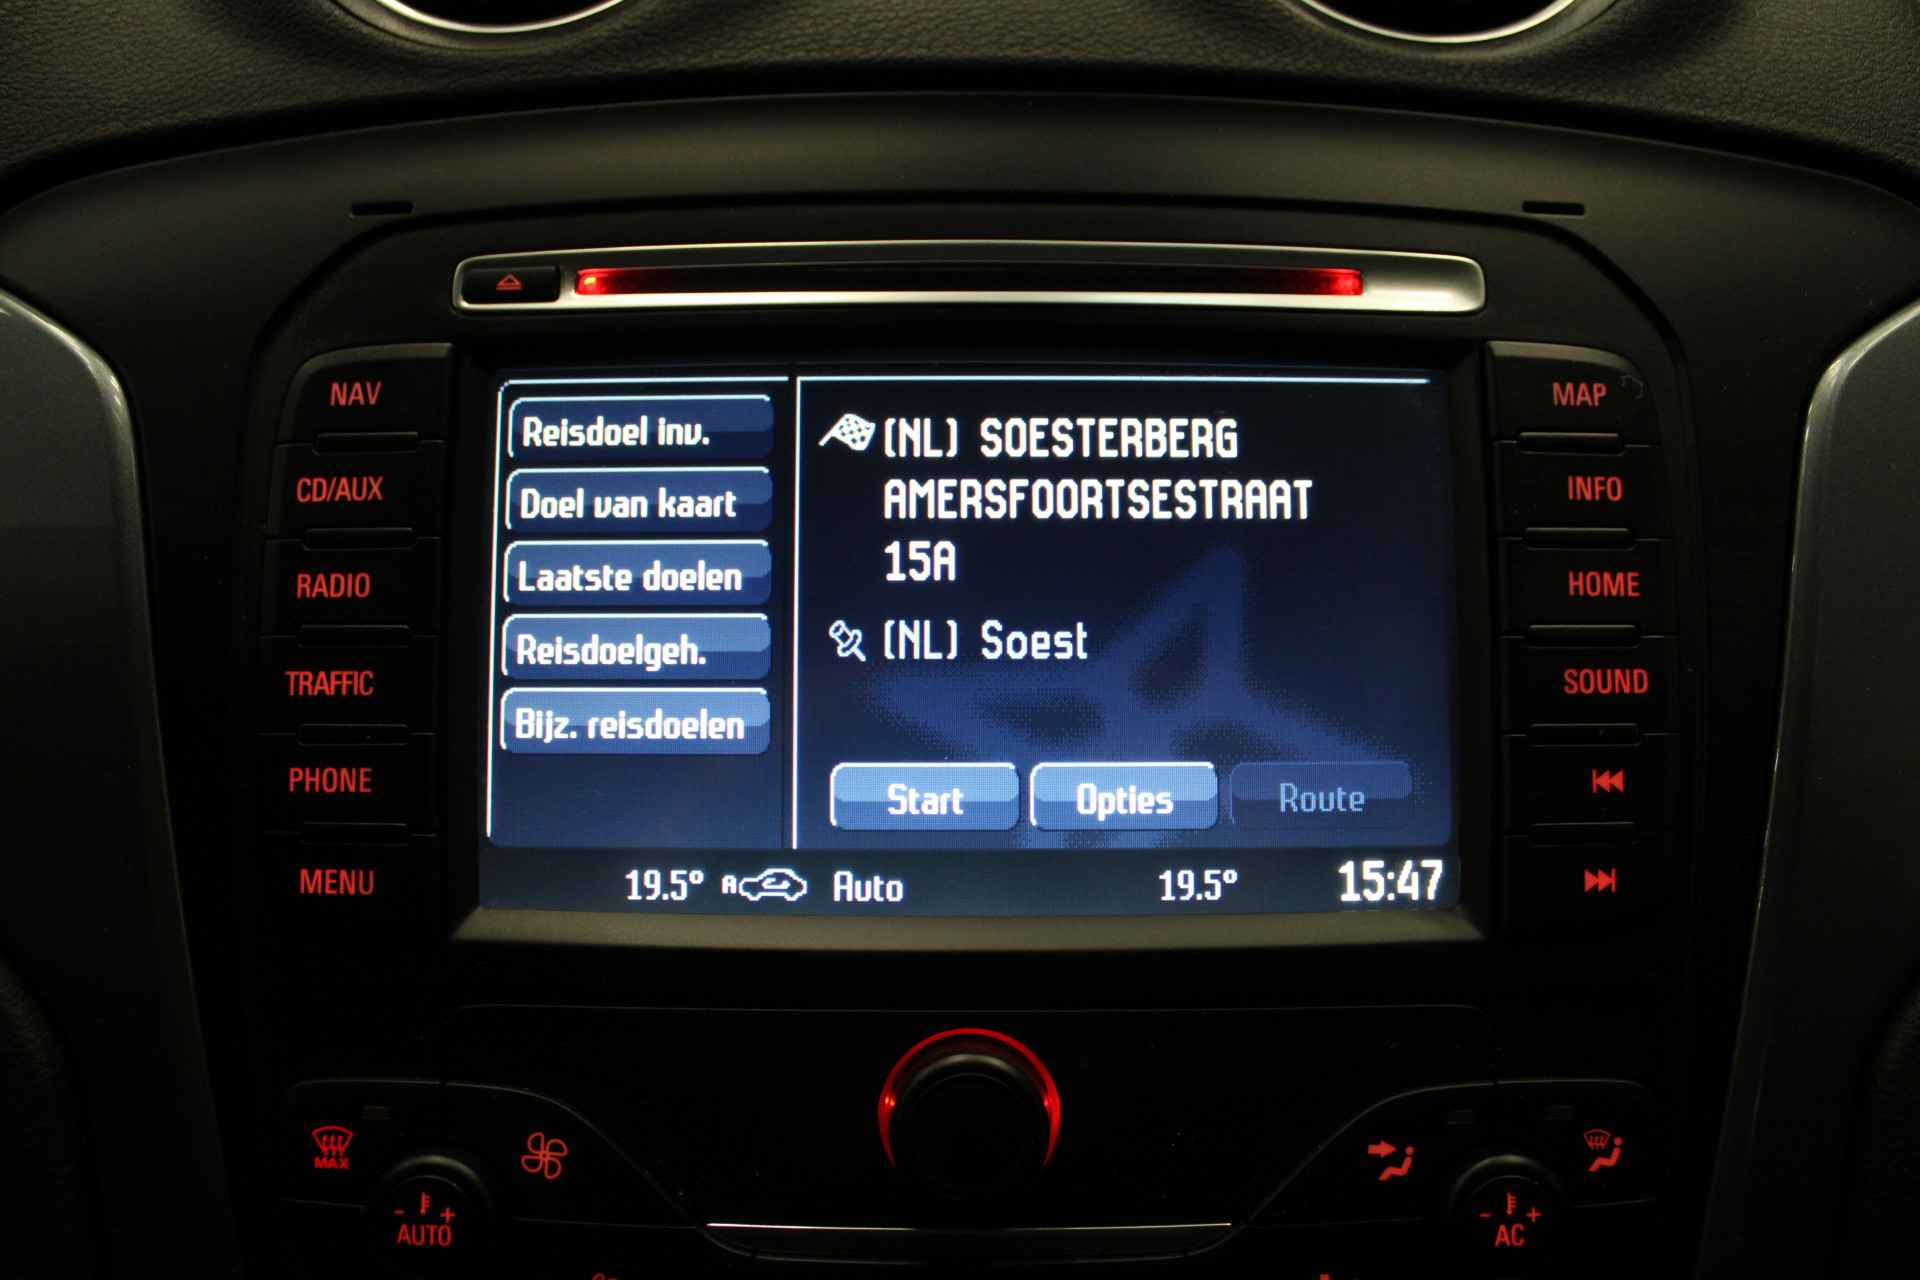 NAV
CD/AUX
RADIO
TRAFFIC
PHONE
MENU
Reisdoel inv.
Doel van kaart
Laatste doelen
Reisdoelgeh.
Bijz. reisdoelen
(NL) SOESTERBERG
AMERSFOORTSESTRAAT
15A
(NL) Soest
Start
Opties
Route
19.5°
A
Auto
19.5°
15:47
MAP
INFO
HOME
SOUND
MAX
- +
AUTO
- +
AC